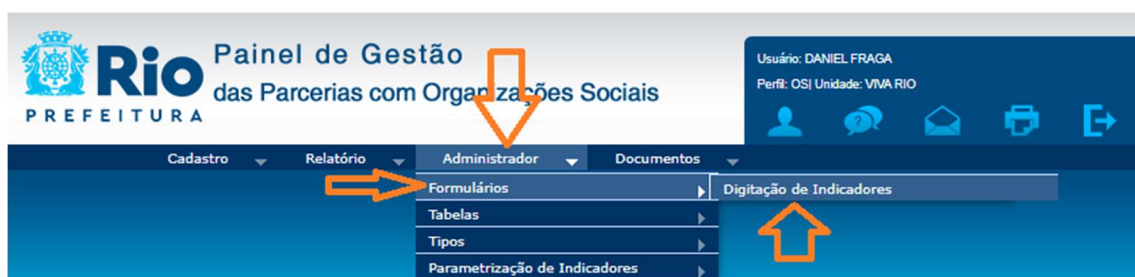 Rio
PREFEITURA
Painel de Gestão
das Parcerias com Organizações Sociais
Usuário: DANIEL FRAGA
Perfil: OS| Unidade: VIVA RIO
Cadastro Relatório Administrador Documentos
Formulários Digitação de Indicadores
Tabelas
Tipos
Parametrização de Indicadores